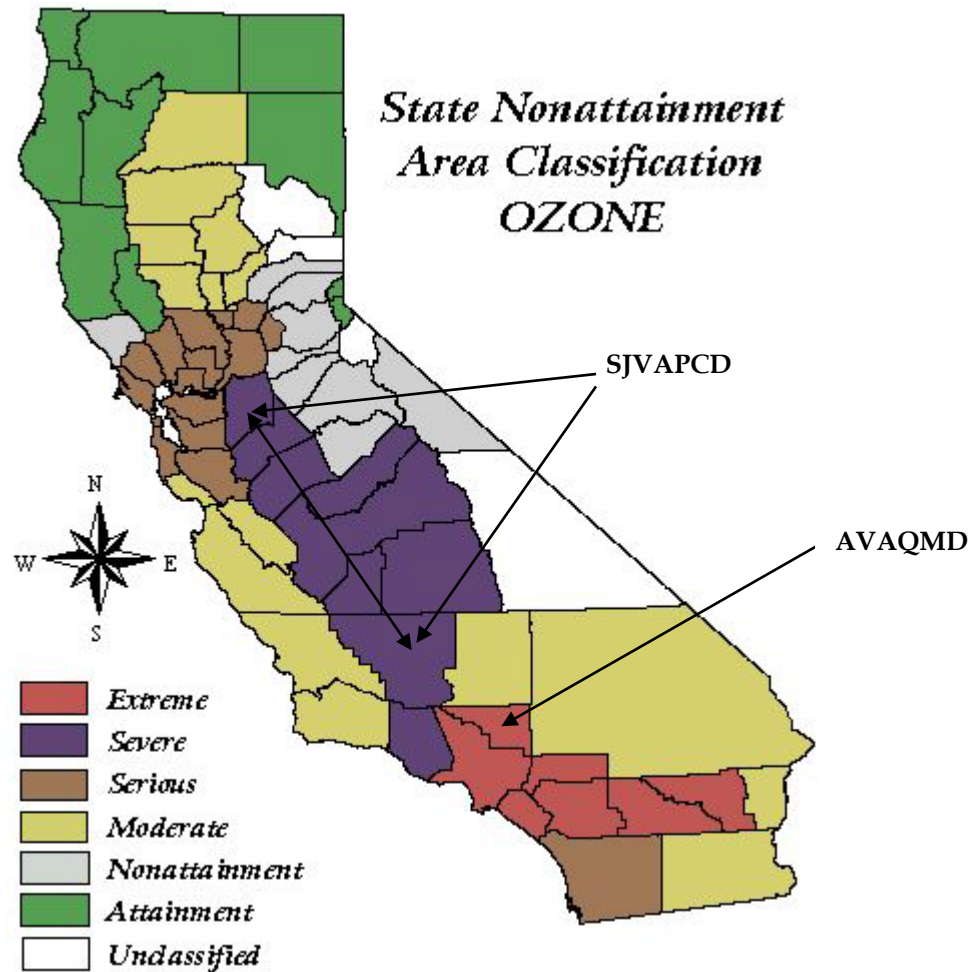 State Nonattainment
Area Classification
OZONE
SJVAPCD
AVAQMD
N
W
E
S
Extreme
Severe
Serious
Moderate
Nonattainment
Attainment
Unclassified